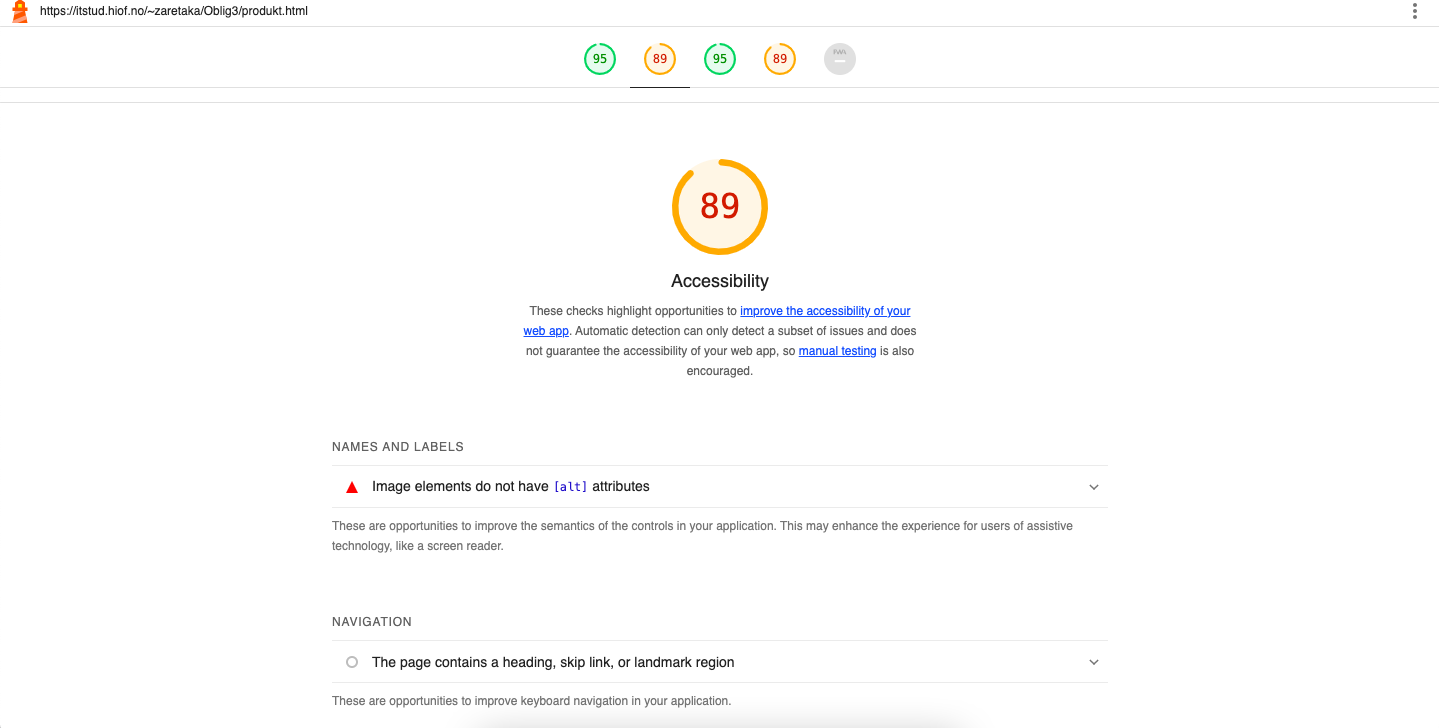 https://itstud.hiof.no/~zaretaka/Oblig3/produkt.html
95 89 95 89 PWA
89
Accessibility
These checks highlight opportunities to improve the accessibility of your
web app. Automatic detection can only detect a subset of issues and does
not guarantee the accessibility of your web app, so manual testing is also
encouraged.
NAMES AND LABELS
Image elements do not have [alt] attributes
These are opportunities to improve the semantics of the controls in your application. This may enhance the experience for users of assistive
technology, like a screen reader.
NAVIGATION
The page contains a heading, skip link, or landmark region
These are opportunities to improve keyboard navigation in your application.